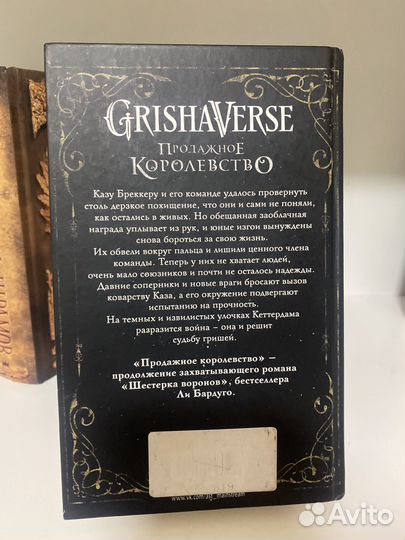 GRISHAVERSE
ПРОДАЖНОЕ
КОРОЛЕВСТВО
Казу Бреккеру и его команде удалось провернуть
столь дерзкое похищение, что они и сами не поняли,
как остались в живых. Но обещанная заоблачная
награда уплывает из рук, и юные изгои вынуждены
снова бороться за свою жизнь.
Их обвели вокруг пальца и лишили ценного члена
команды. Теперь у них не хватает людей,
очень мало союзников и почти не осталось надежды.
Давние соперники и новые враги бросают вызов
коварству Каза, а его окружение подвергают
испытанию на прочность.
На темных и извилистых улочках Кеттердама
разразится война – она и решит
судьбу гришей.
«Продажное королевство» –
продолжение захватывающего романа
«Шестерка воронов», бестселлера
Ли Бардуго.
www.vk.com/ast_mainstream
Avito